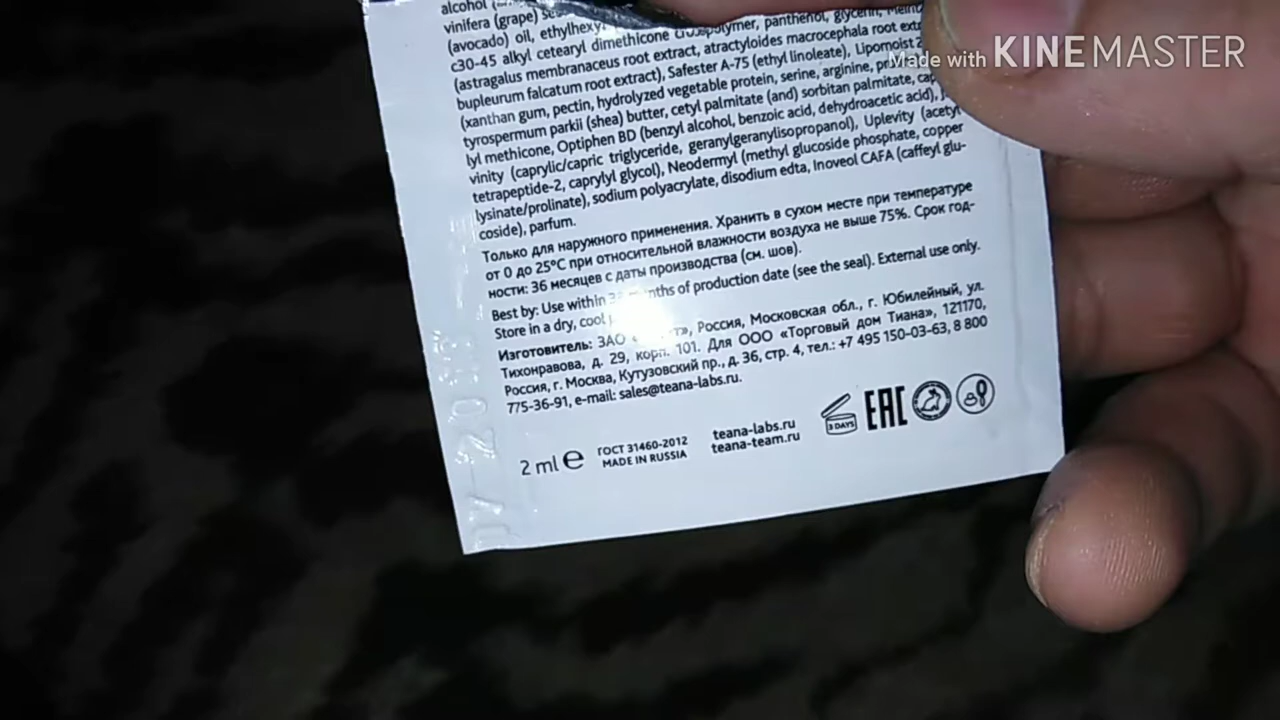 alcohol
vinifera (grape)
(avocado) oil, dimethicone panthenol, glycerin,
c30-45 alkyl cetearyl dimethicone crosspolymer,
(astragalus membranaceus root extract, atractyloides macrocephala root
bupleurum falcatum root extract), Safester A-75 (ethyl linoleate), Lipomoist 2
(xanthan gum, pectin, hydrolyzed vegetable protein, serine, arginine,
tyrospermum parkii (shea) butter, cetyl palmitate (and) sorbitan palmitate,
lyl methicone, Optiphen BD (benzyl alcohol, benzoic acid, dehydroacetic acid),
vinity (caprylic/capric triglyceride, geranylgeranylisopropanol), Uplevity (acetyl
tetrapeptide-2, caprylyl glycol), Neodermyl (methyl glucoside phosphate, copper
lysinate/prolinate), sodium polyacrylate, disodium edta, Inoveol CAFA (caffeyl glu-
coside), parfum.
Только для наружного применения. Хранить в сухом месте при температуре
от 0 до 25°C при относительной влажности воздуха не выше 75%. Срок год-
ности: 36 месяцев с даты производства (см. шов).
Best by: Use within months of production date (see the seal). External use only.
Store in a dry, cool
Изготовитель: ЗАО Россия, Московская обл., г. Юбилейный, ул.
Тихонравова, д. 29, корп. 101. Для ООО «Торговый дом Тиана», 121170,
Россия, г. Москва, Кутузовский пр., д. 36, стр. 4, тел.: +7 495 150-03-63, 8 800
775-36-91, e-mail: sales@teana-labs.ru.
2 ml e
ГОСТ 31460-2012
MADE IN RUSSIA
teana-labs.ru
teana-team.ru
3 DAYS
EAC
Made with KINEMASTER